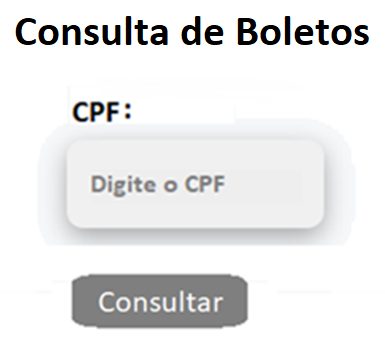 Consulta de Boletos
CPF:
Digite o CPF
Consultar